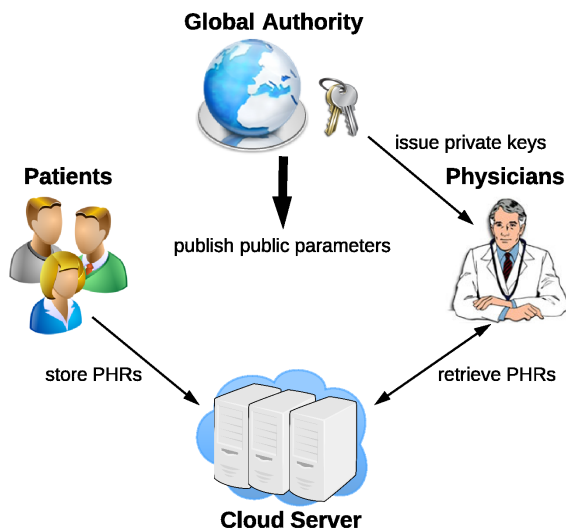 Global Authority
issue private keys
Patients
Physicians
publish public parameters
store PHRs
retrieve PHRs
Cloud Server